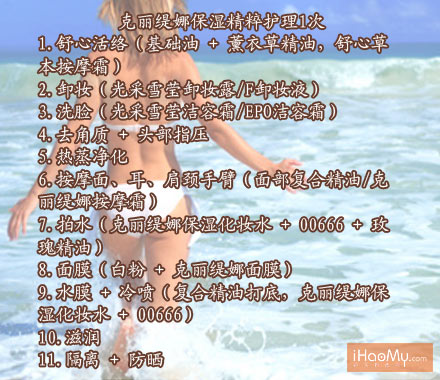 克丽缇娜保湿精粹护理1次
1.舒心活络（基础油 + 薰衣草精油，舒心草
本按摩霜）
2.卸妆（光采雪莹卸妆露/F卸妆液）
3.洗脸（光采雪莹洁容霜/EPO洁容霜）
4.去角质 + 头部指压
5.热蒸净化
6.按摩面、耳、肩颈手臂（面部复合精油/克
丽缇娜按摩霜）
7.拍水（克丽缇娜保湿化妆水 + 00666 + 玫
瑰精油）
8.面膜（白粉 + 克丽缇娜面膜）
9.水膜 + 冷喷（复合精油打底，克丽缇娜保
湿化妆水 + 00666）
10.滋润
11.隔离 + 防晒
iHaoMy.com